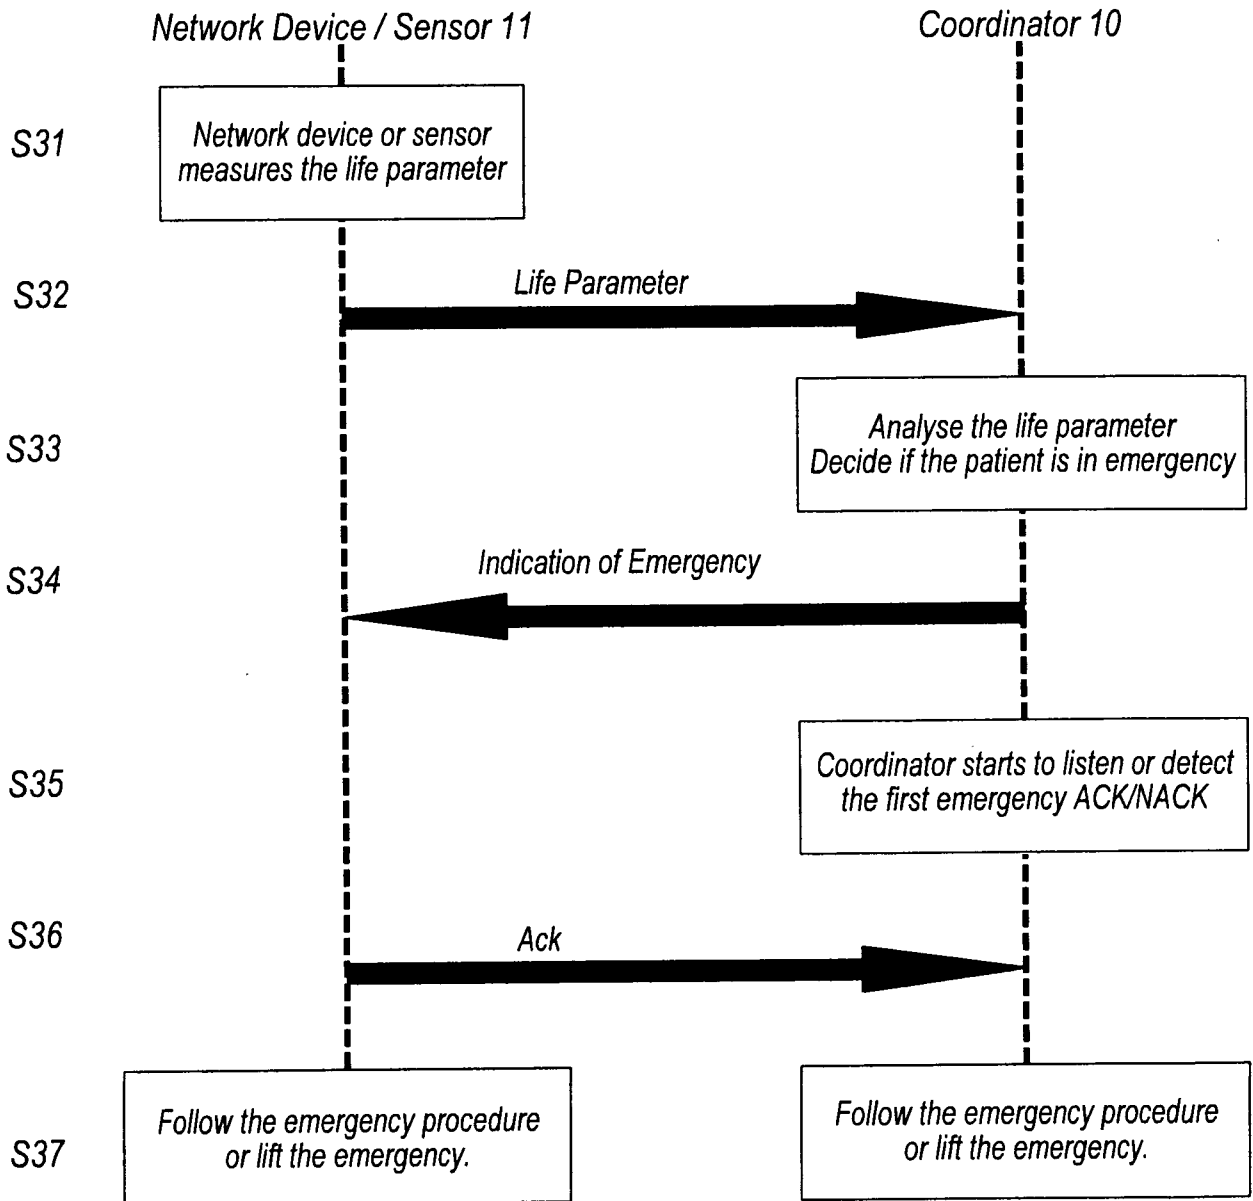 Network Device / Sensor 11
Coordinator 10
S31
Network device or sensor
measures the life parameter
S32
Life Parameter
S33
Analyse the life parameter
Decide if the patient is in emergency
S34
Indication of Emergency
S35
Coordinator starts to listen or detect
the first emergency ACK/NACK
S36
Ack
S37
Follow the emergency procedure
or lift the emergency.
Follow the emergency procedure
or lift the emergency.